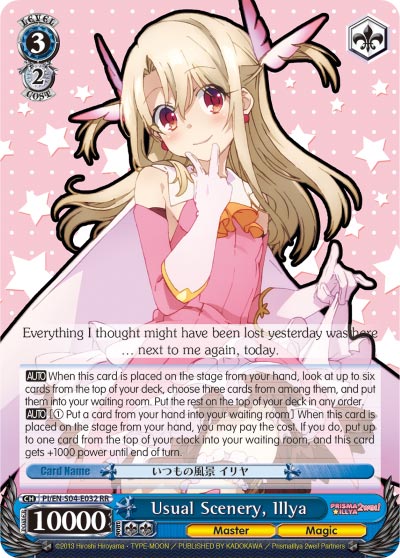 LEVEL
3
2
COST
Everything I thought might have been lost yesterday was here
… next to me again, today.
AUTO When this card is placed on the stage from your hand, look at up to six
cards from the top of your deck, choose three cards from among them, and put
them into your waiting room. Put the rest on the top of your deck in any order.
AUTO [① Put a card from your hand into your waiting room] When this card is
placed on the stage from your hand, you may pay the cost. If you do, put up
to one card from the top of your clock into your waiting room, and this card
gets +1000 power until end of turn.
Card Name いつもの風景 イリヤ
CH PI/EN-S04-E032 RR
Usual Scenery, Illya
PRISMA ILLYA 2wei!
POWER 10000 SOUL
Master Magic
©2013 Hiroshi Hiroyama・TYPE-MOON / PUBLISHED BY KADOKAWA / Prismaillya 2wei! Partners